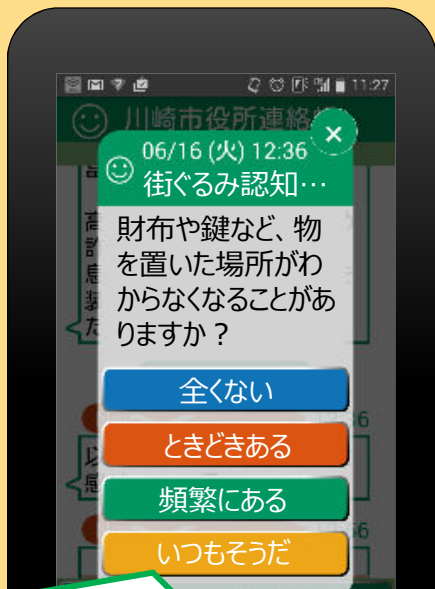 11:27
川崎市役所連絡
06/16 (火) 12:36
街ぐるみ認知…
財布や鍵など、物
を置いた場所がわ
からなくなることがあ
りますか？
全くない
ときどきある
頻繁にある
いつもそうだ